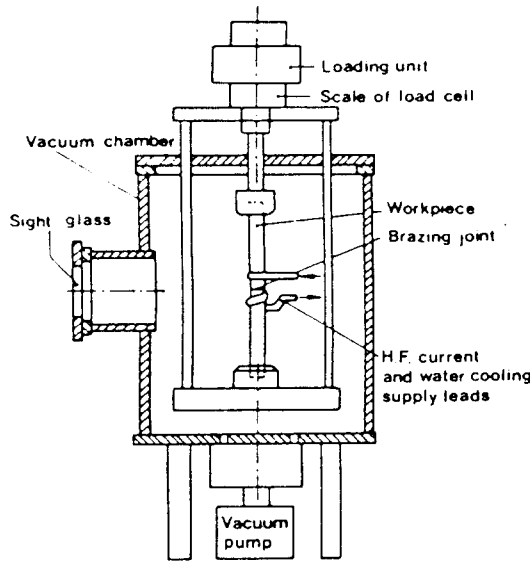 Loading unit
Scale of load cell
Vacuum chamber
Sight glass
Workpiece
Brazing joint
H.F. current
and water cooling
supply leads
Vacuum
pump